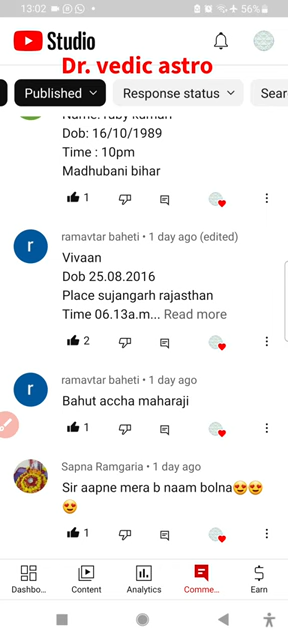 13:02
56%
Studio
Dr. vedic astro
Published
Response status
Sear
Name: ruby kumari
Dob: 16/10/1989
Time : 10pm
Madhubani bihar
1
r
ramavtar baheti • 1 day ago (edited)
Vivaan
Dob 25.08.2016
Place sujangarh rajasthan
Time 06.13a.m... Read more
2
r
ramavtar baheti • 1 day ago
Bahut accha maharaji
1
Sapna Ramgaria • 1 day ago
Sir aapne mera b naam bolna😍😍
😍
1
Dashbo...
Content
Analytics
Comme...
Earn